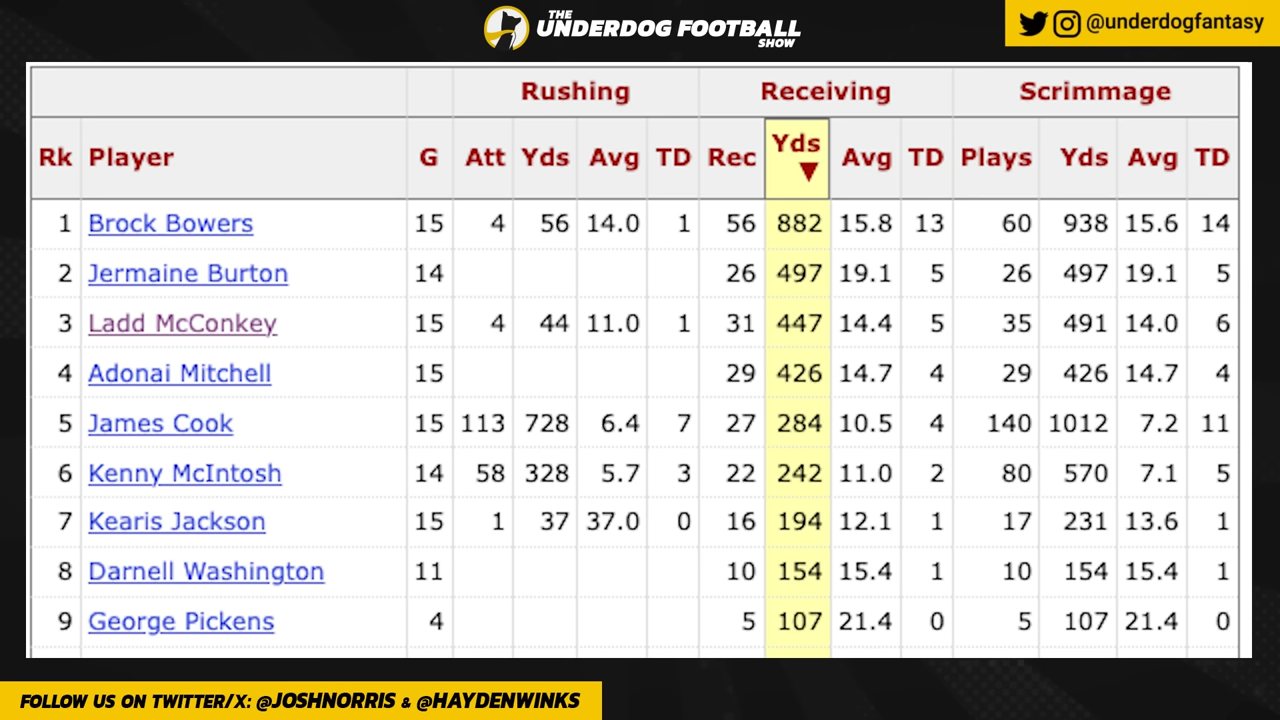 THE
UNDERDOG FOOTBALL
SHOW
@underdogfantasy
Rushing Receiving Scrimmage
Rk Player G Att Yds Avg TD Rec Yds ▼ Avg TD Plays Yds Avg TD
1 Brock Bowers 15 4 56 14.0 1 56 882 15.8 13 60 938 15.6 14
2 Jermaine Burton 14 26 497 19.1 5 26 497 19.1 5
3 Ladd McConkey 15 4 44 11.0 1 31 447 14.4 5 35 491 14.0 6
4 Adonai Mitchell 15 29 426 14.7 4 29 426 14.7 4
5 James Cook 15 113 728 6.4 7 27 284 10.5 4 140 1012 7.2 11
6 Kenny McIntosh 14 58 328 5.7 3 22 242 11.0 2 80 570 7.1 5
7 Kearis Jackson 15 1 37 37.0 0 16 194 12.1 1 17 231 13.6 1
8 Darnell Washington 11 10 154 15.4 1 10 154 15.4 1
9 George Pickens 4 5 107 21.4 0 5 107 21.4 0
FOLLOW US ON TWITTER/X: @JOSHNORRIS & @HAYDENWINKS